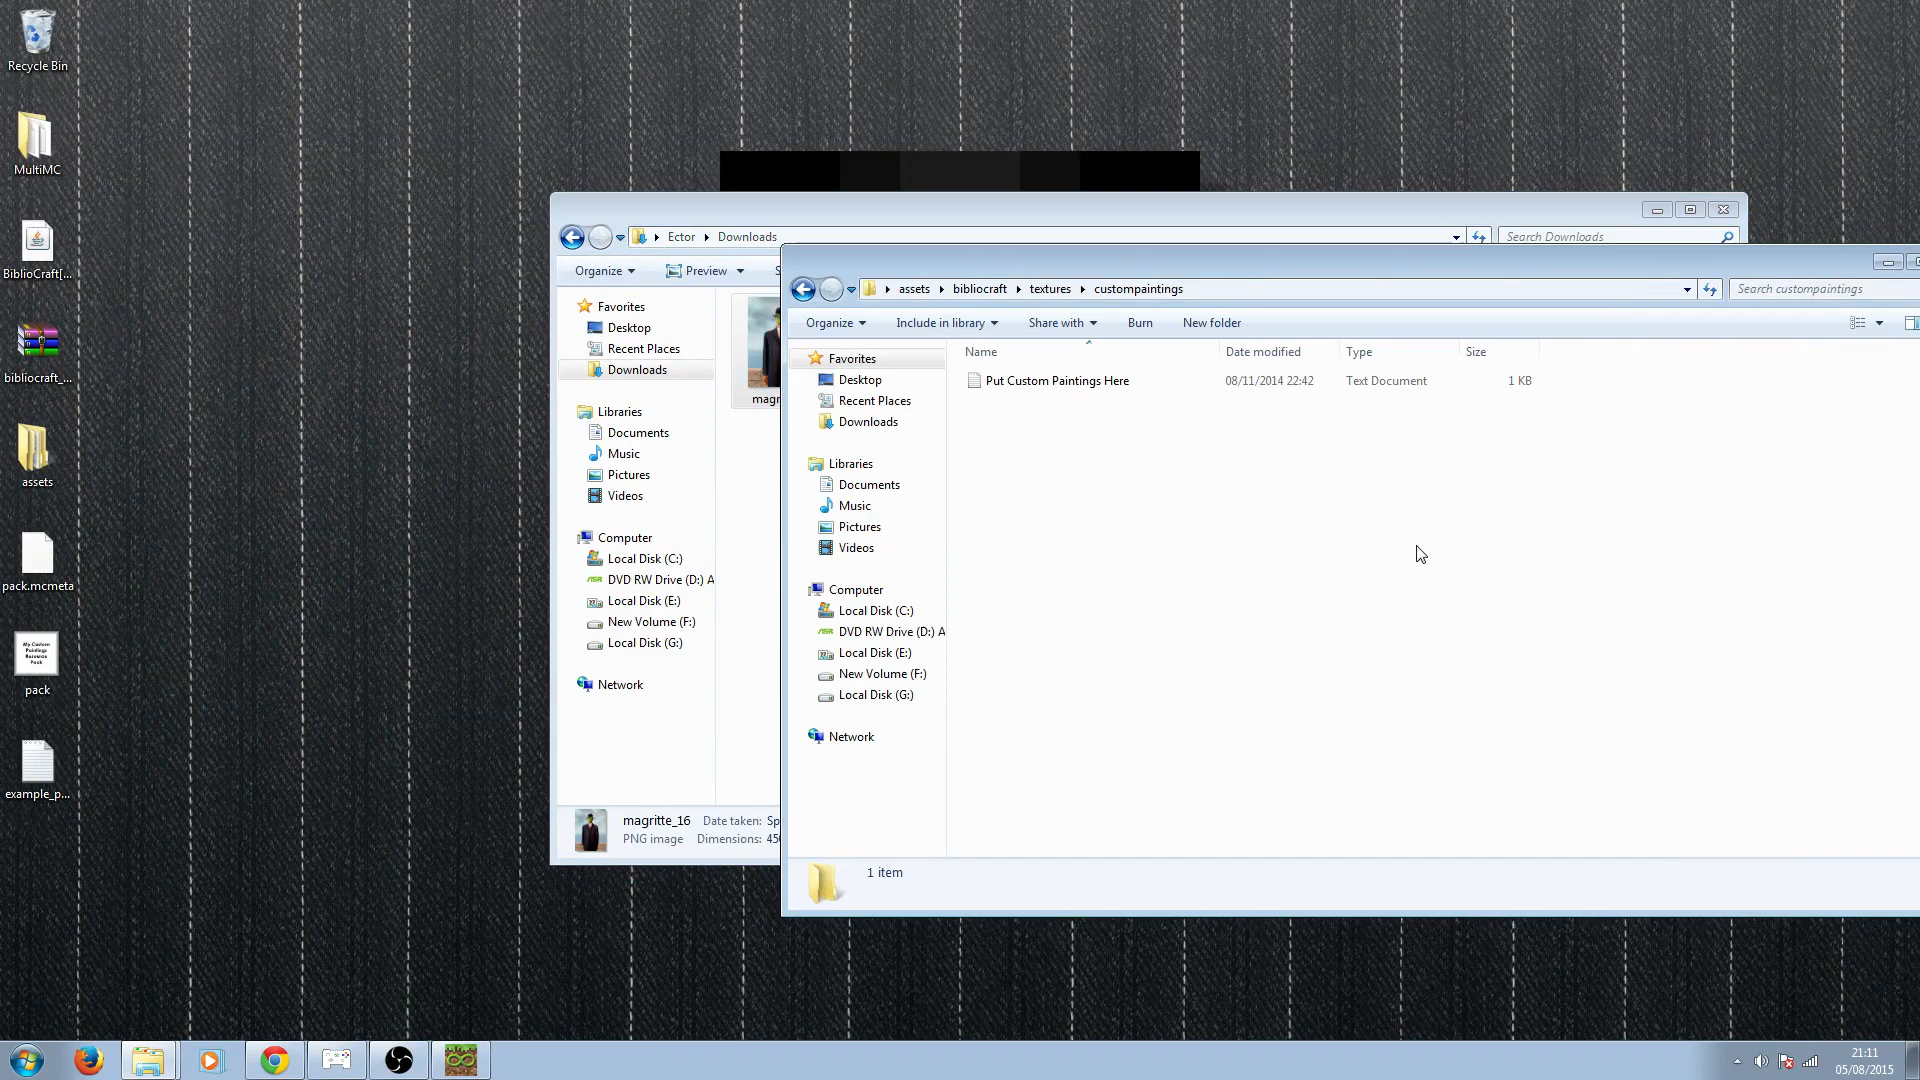 Recycle Bin
MultiMC
BiblioCraft[...
bibliocraft_...
assets
pack.mcmeta
My Custom
Paintings
Resource
Pack
pack
example_p...
Ector
Downloads
Search Downloads
Organize
Preview
S
Favorites
Desktop
Recent Places
Downloads
Libraries
Documents
Music
Pictures
Videos
Computer
Local Disk (C:)
DVD RW Drive (D:) A
Local Disk (E:)
New Volume (F:)
Local Disk (G:)
Network
magr
magritte_16
Date taken: Sp
PNG image
Dimensions: 450
assets
bibliocraft
textures
custompaintings
Search custompaintings
Organize
Include in library
Share with
Burn
New folder
Favorites
Desktop
Recent Places
Downloads
Libraries
Documents
Music
Pictures
Videos
Computer
Local Disk (C:)
DVD RW Drive (D:) A
Local Disk (E:)
New Volume (F:)
Local Disk (G:)
Network
Name
Date modified
Type
Size
Put Custom Paintings Here
08/11/2014 22:42
Text Document
1 KB
1 item
21:11
05/08/2015